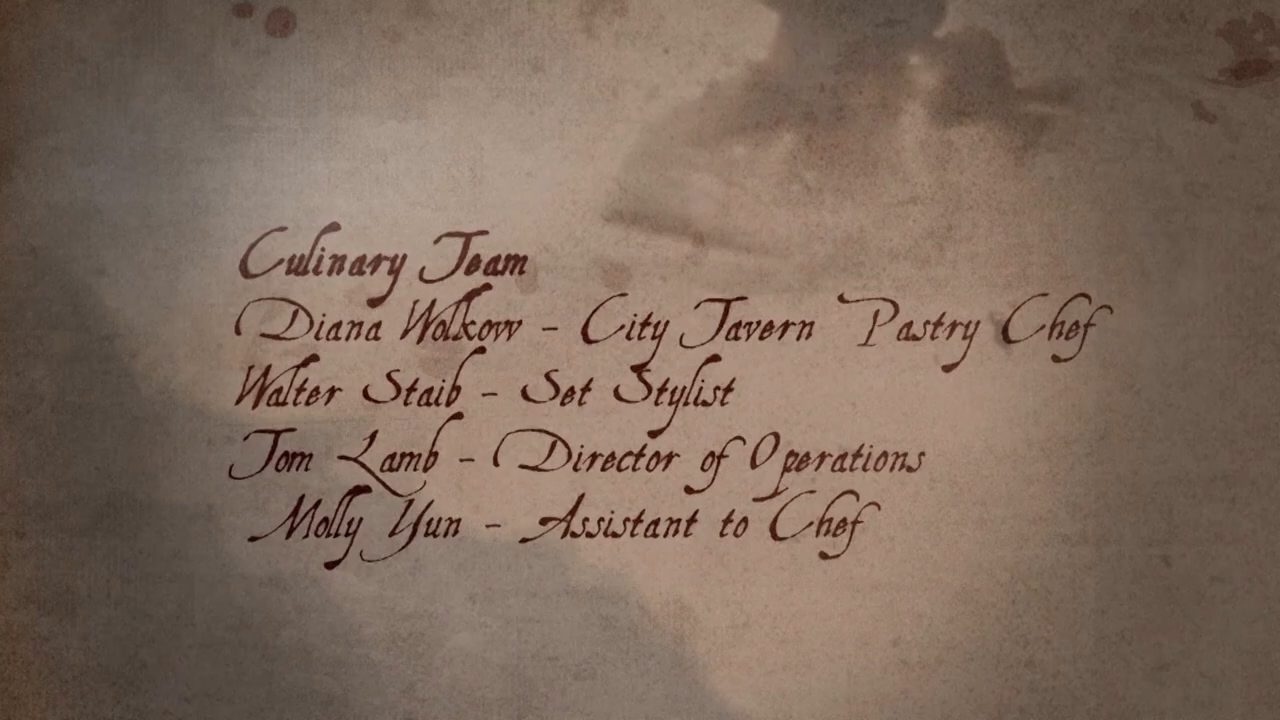 Culinary Team
Diana Wolkow - City Tavern Pastry Chef
Walter Staib - Set Stylist
Tom Lamb - Director of Operations
Molly Yun - Assistant to Chef